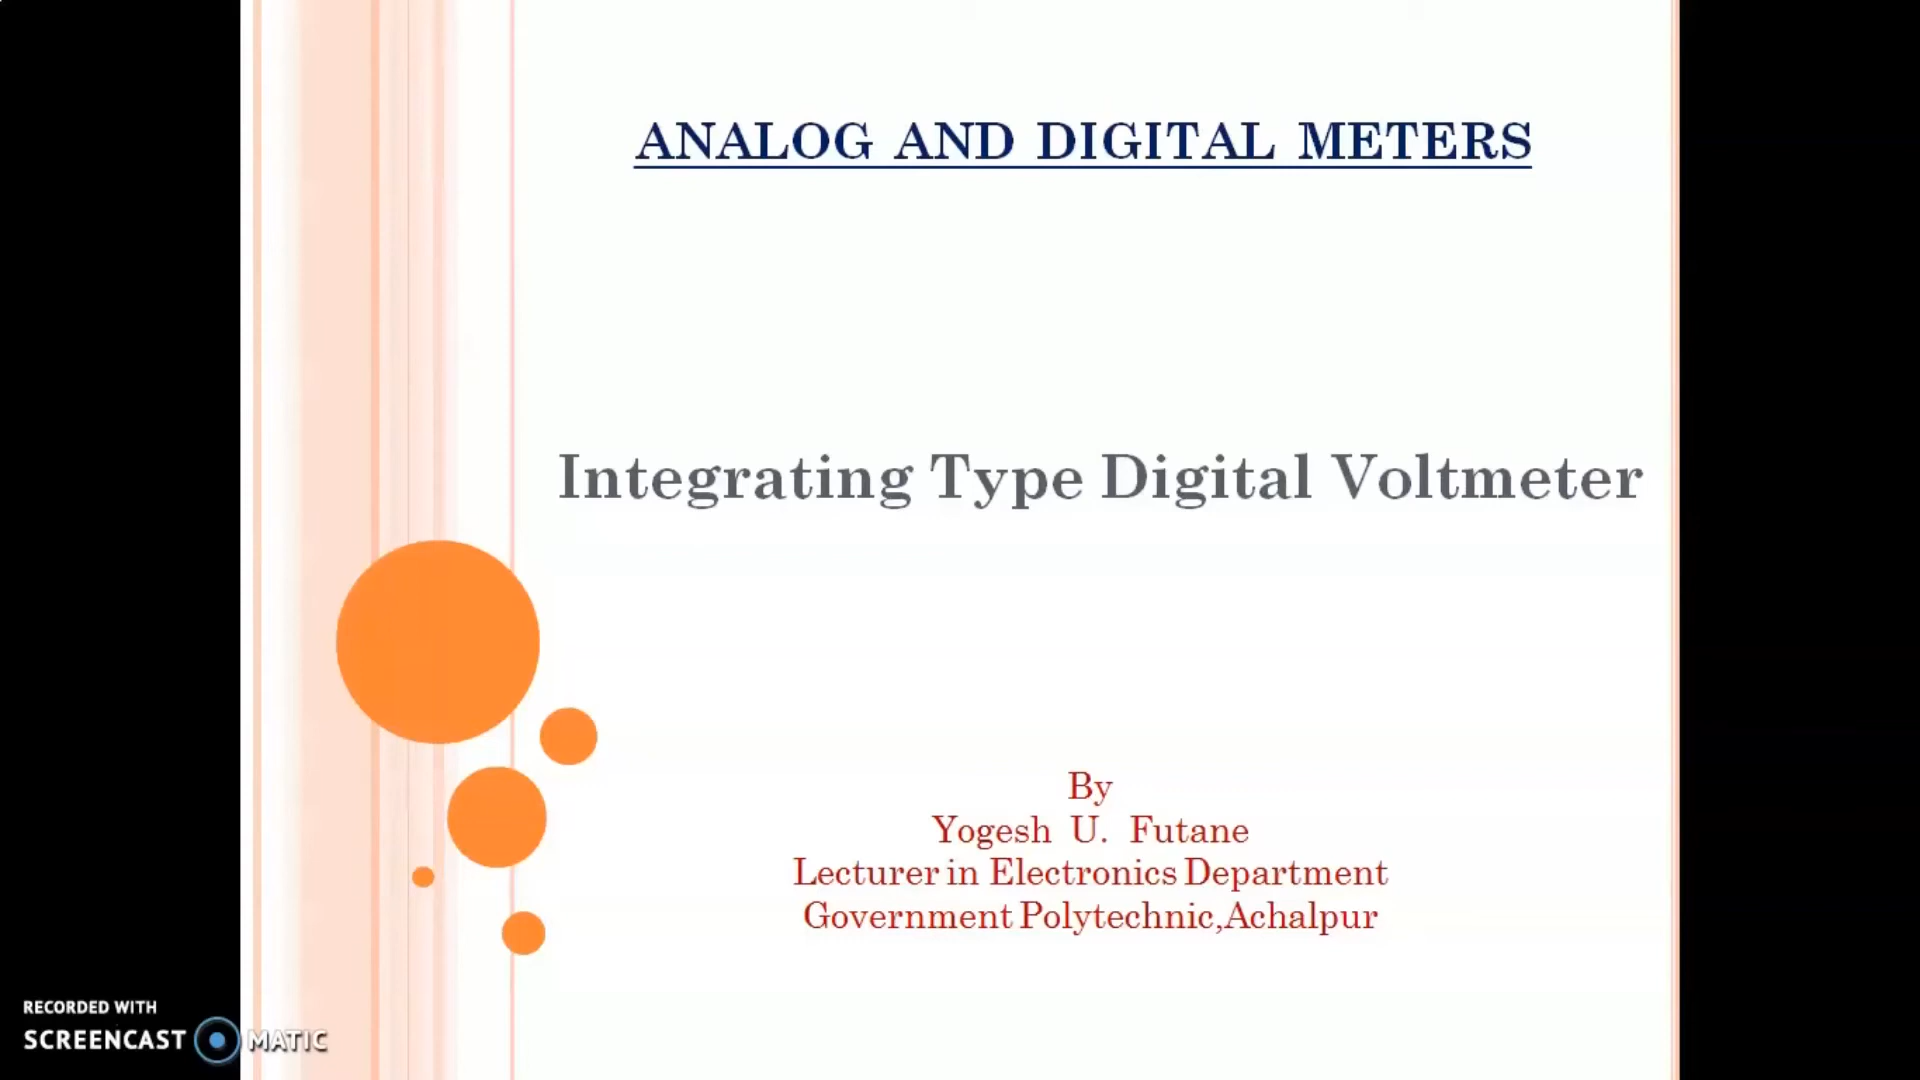 ANALOG AND DIGITAL METERS
Integrating Type Digital Voltmeter
By
Yogesh U. Futane
Lecturer in Electronics Department
Government Polytechnic,Achalpur
RECORDED WITH
SCREENCAST MATIC